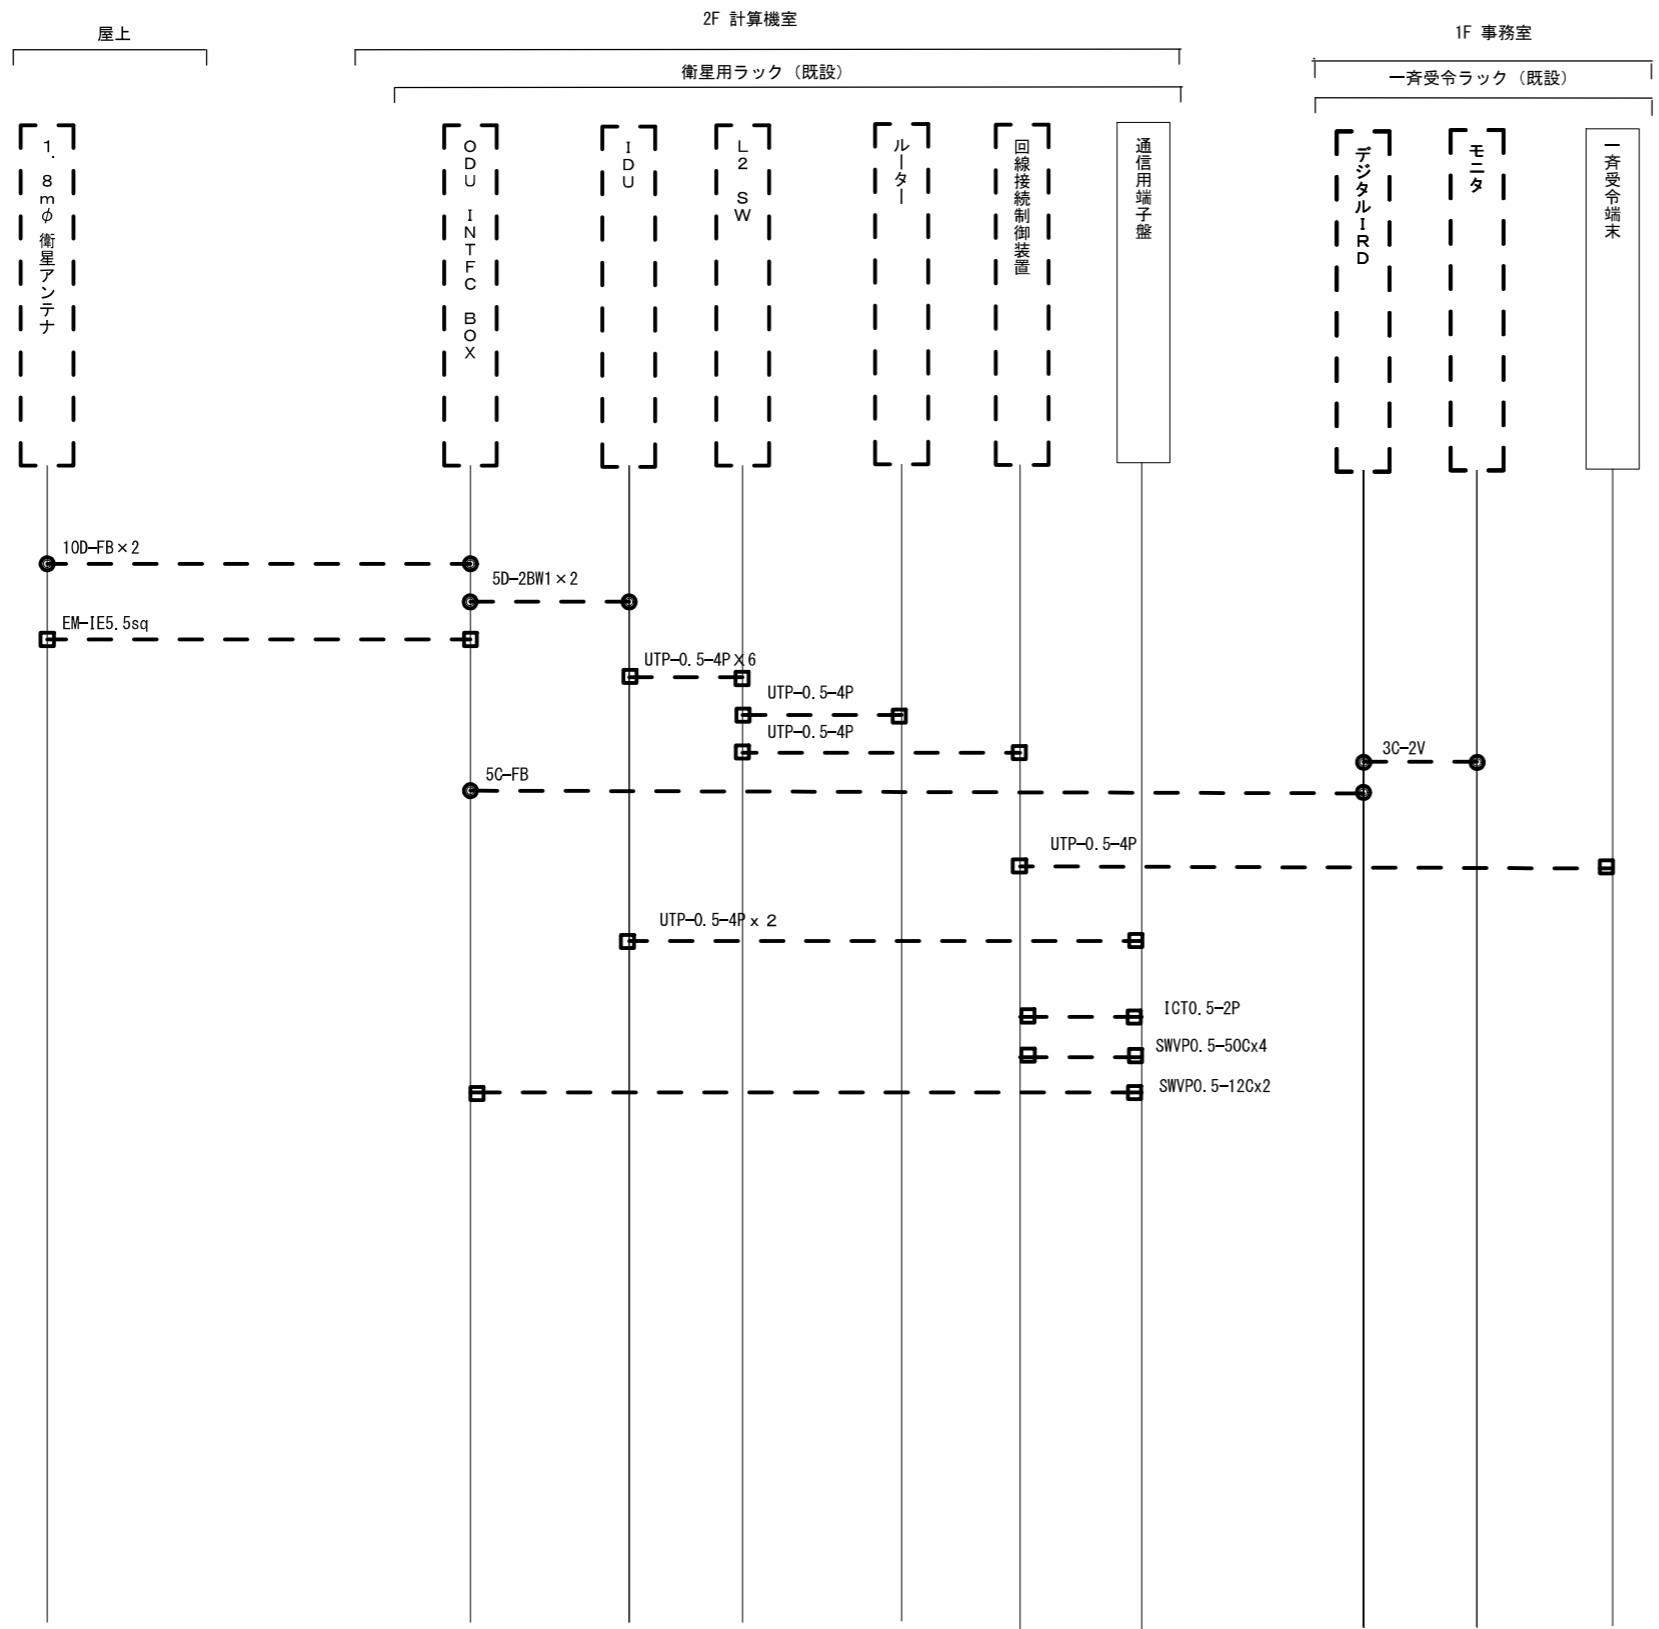 屋上
2F 計算機室
1F 事務室
衛星用ラック（既設）
一斉受令ラック（既設）
1.8mφ 衛星アンテナ
ODU INTFC BOX
IDU
L2 SW
ルーター
回線接続制御装置
通信用端子盤
デジタルIRD
モニタ
一斉受令端末
10D-FB×2
5D-2BW1×2
EM-IE5.5sq
UTP-0.5-4P×6
UTP-0.5-4P
UTP-0.5-4P
3C-2V
5C-FB
UTP-0.5-4P
UTP-0.5-4Px2
ICT0.5-2P
SWVP0.5-50Cx4
SWVP0.5-12Cx2